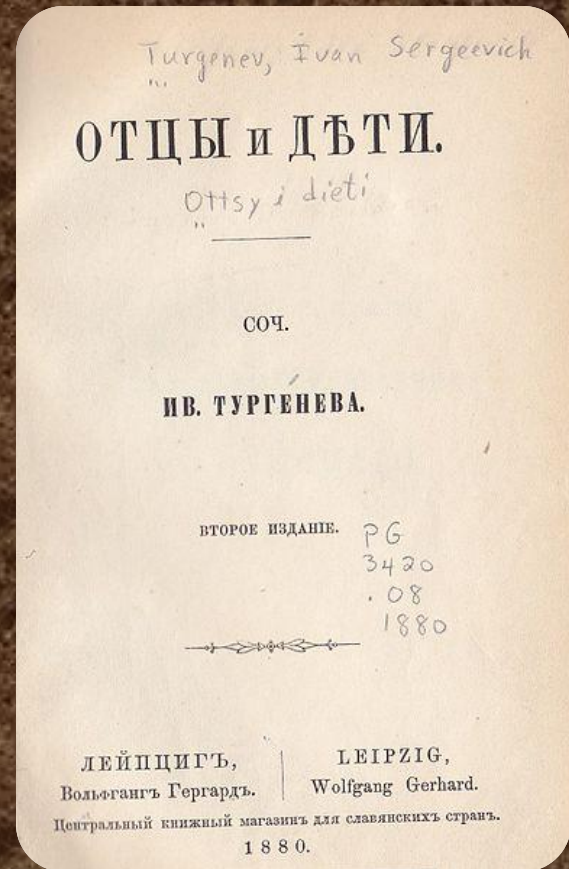 Turgenev, Ivan Sergeevich
ОТЦЫ и ДѢТИ.
Ottsy i dieti
СОЧ.
ИВ. ТУРГЕНЕВА.
ВТОРОЕ ИЗДАНІЕ.
PG
3420
.08
1880
ЛЕЙПЦИГЪ,
Вольфгангъ Гергардъ.
LEIPZIG,
Wolfgang Gerhard.
Центральный книжный магазинъ для славянскихъ странъ.
1880.